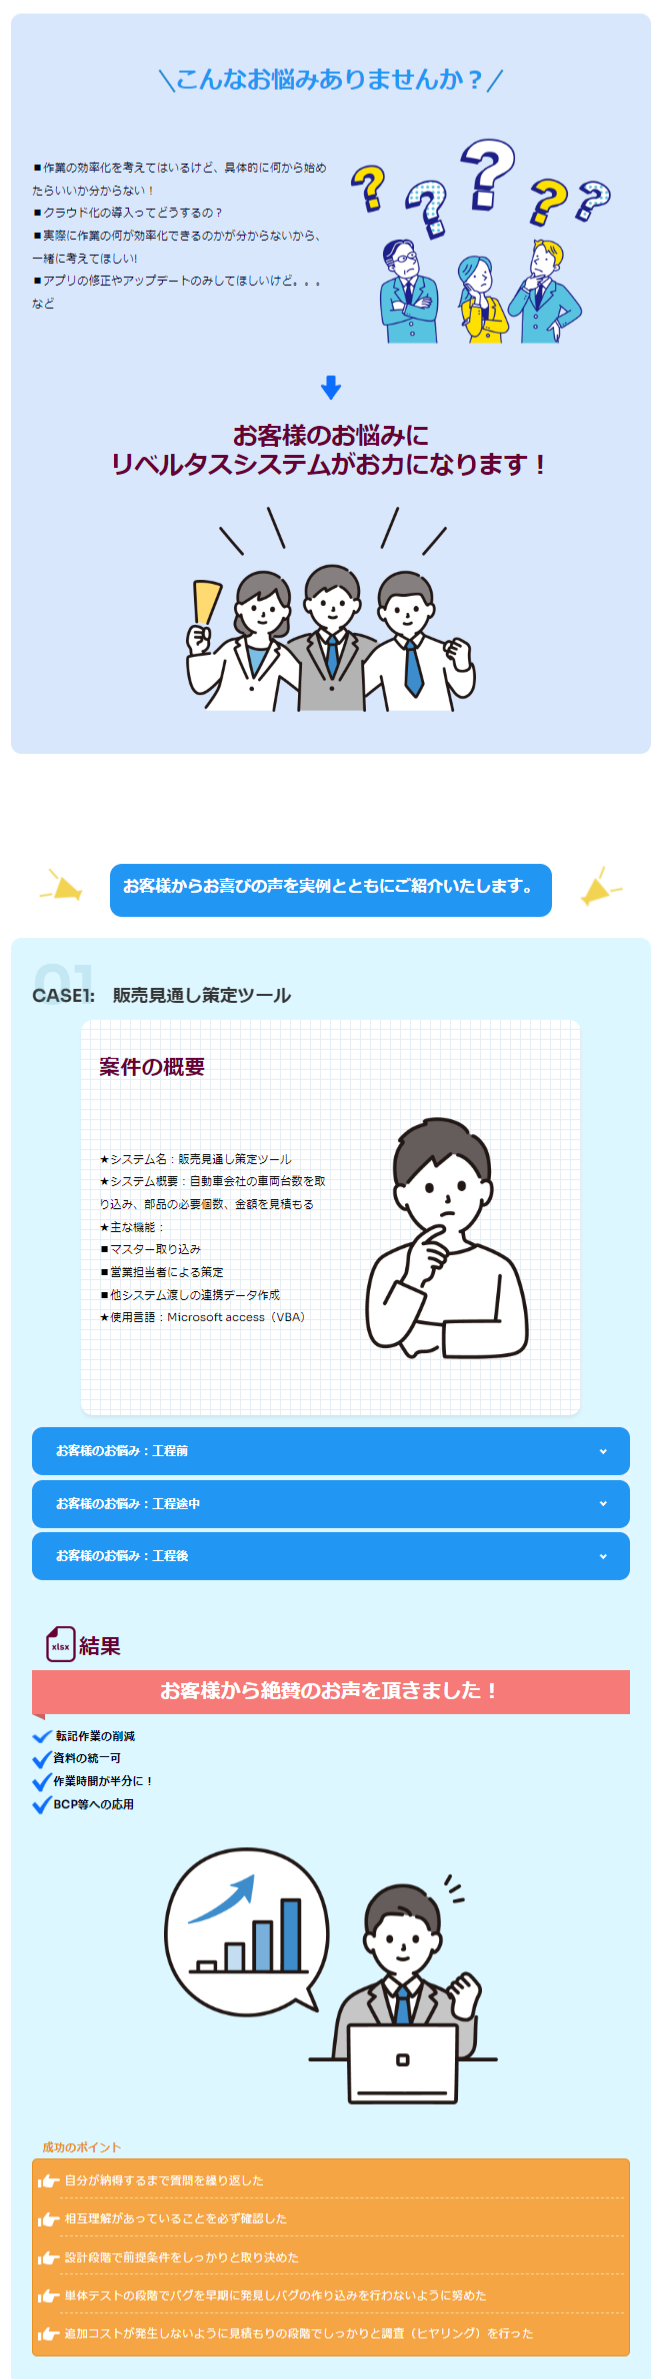 ＼こんなお悩みありませんか？／
■作業の効率化を考えてはいるけど、具体的に何から始め
たらいいか分からない！
■クラウド化の導入ってどうするの？
■実際に作業の何が効率化できるのかが分からないから、
一緒に考えてほしい!
■アプリの修正やアップデートのみしてほしいけど。。。
など
お客様のお悩みに
リベルタスシステムがお力になります！
お客様からお喜びの声を実例とともにご紹介いたします。
01
CASE1:　販売見通し策定ツール
案件の概要
★システム名：販売見通し策定ツール
★システム概要：自動車会社の車両台数を取
り込み、部品の必要個数、金額を見積もる
★主な機能：
■マスター取り込み
■営業担当者による策定
■他システム渡しの連携データ作成
★使用言語：Microsoft access（VBA）
お客様のお悩み：工程前
お客様のお悩み：工程途中
お客様のお悩み：工程後
xlsx 結果
お客様から絶賛のお声を頂きました！
転記作業の削減
資料の統一可
作業時間が半分に！
BCP等への応用
成功のポイント
自分が納得するまで質問を繰り返した
相互理解があっていることを必ず確認した
設計段階で前提条件をしっかりと取り決めた
単体テストの段階でバグを早期に発見しバグの作り込みを行わないように努めた
追加コストが発生しないように見積もりの段階でしっかりと調査（ヒヤリング）を行った